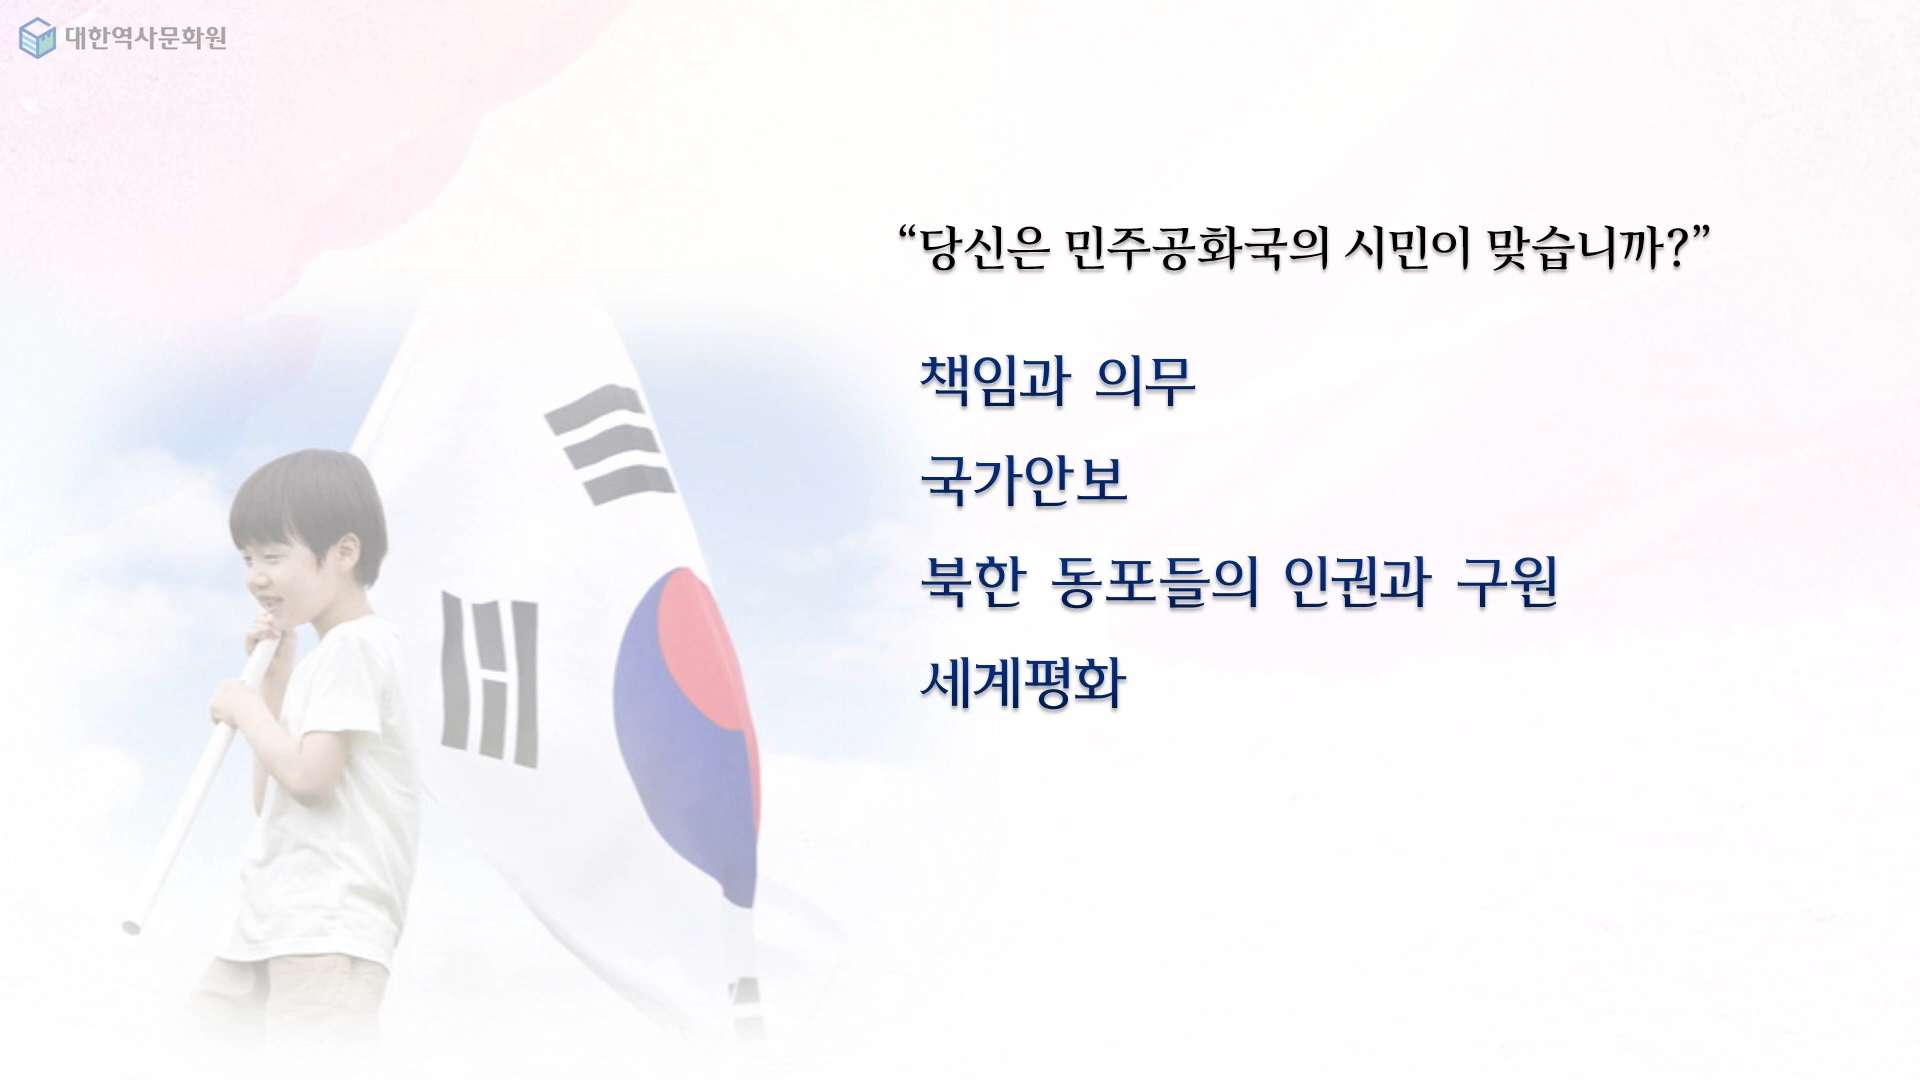 대한역사문화원
“당신은 민주공화국의 시민이 맞습니까?”
책임과 의무
국가안보
북한 동포들의 인권과 구원
세계평화